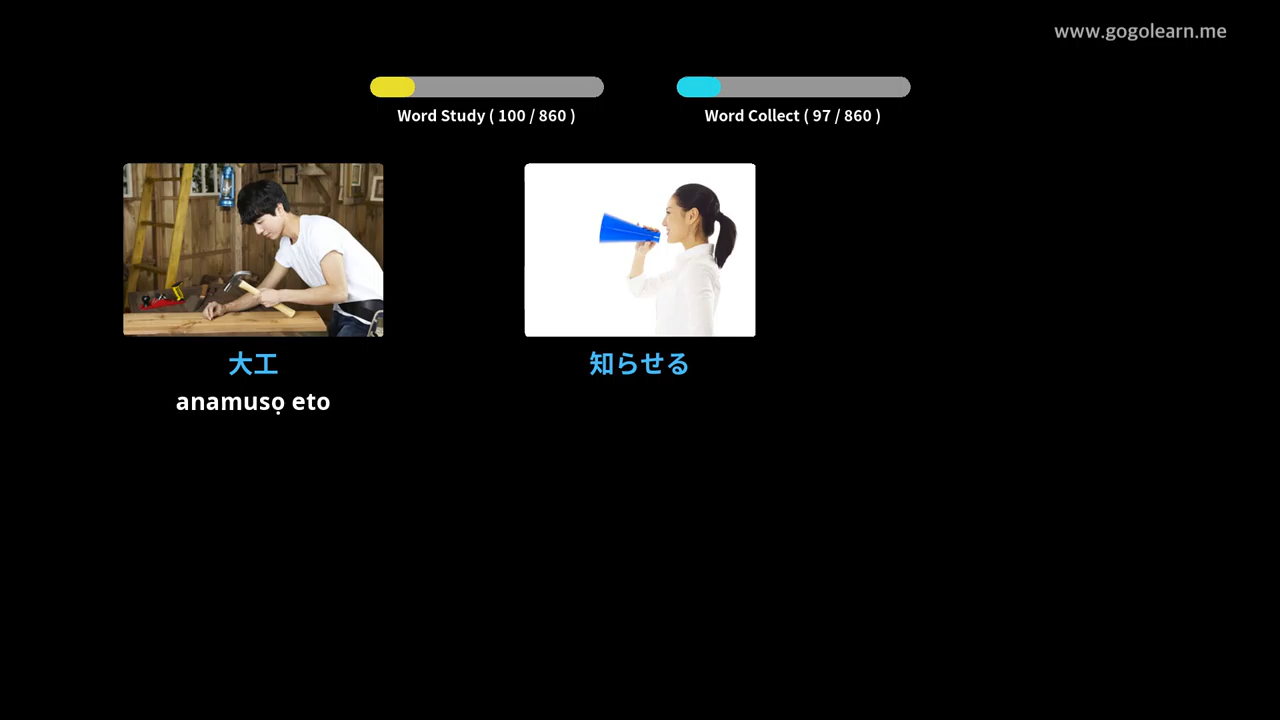 www.gogolearn.me
Word Study ( 100 / 860 )
Word Collect ( 97 / 860 )
大工
anamusọ eto
知らせる